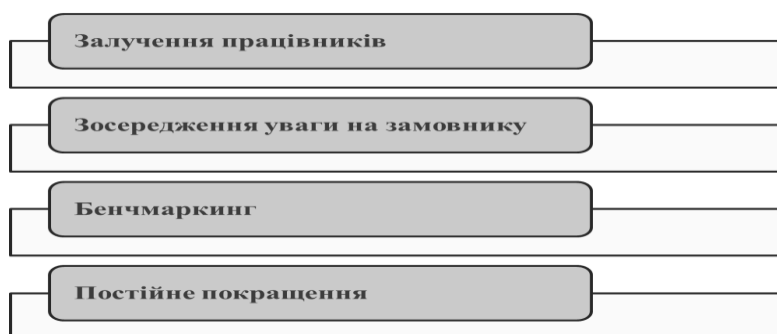 Залучення працівників
Зосередження уваги на замовнику
Бенчмаркинг
Постійне покращення